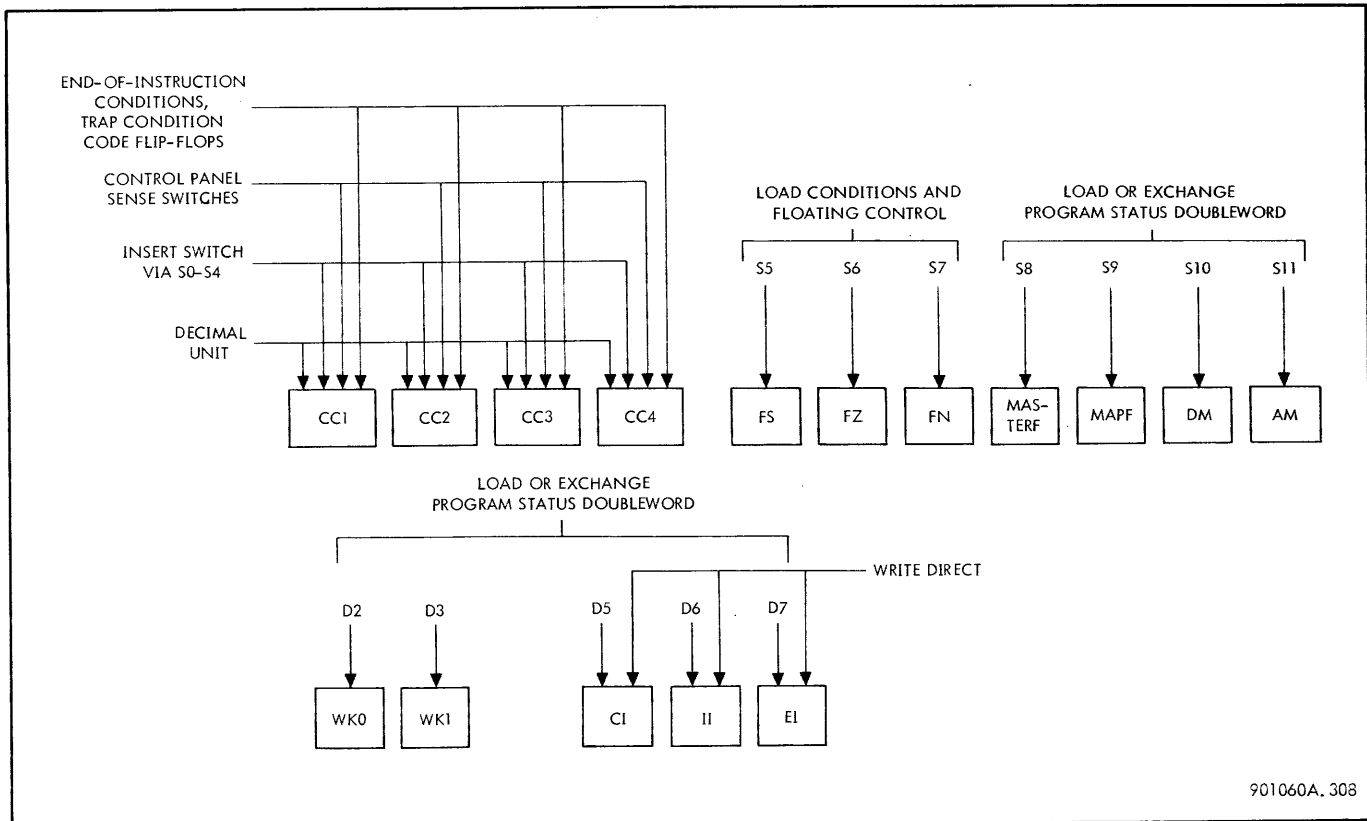 END-OF-INSTRUCTION
CONDITIONS,
TRAP CONDITION
CODE FLIP-FLOPS
CONTROL PANEL
SENSE SWITCHES
INSERT SWITCH
VIA S0-S4
DECIMAL
UNIT
CC1
CC2
CC3
CC4
LOAD CONDITIONS AND
FLOATING CONTROL
S5
S6
S7
FS
FZ
FN
LOAD OR EXCHANGE
PROGRAM STATUS DOUBLEWORD
S8
S9
S10
S11
MAS-
TERF
MAPF
DM
AM
LOAD OR EXCHANGE
PROGRAM STATUS DOUBLEWORD
WRITE DIRECT
D2
D3
D5
D6
D7
WK0
WK1
CI
II
EI
901060A.308